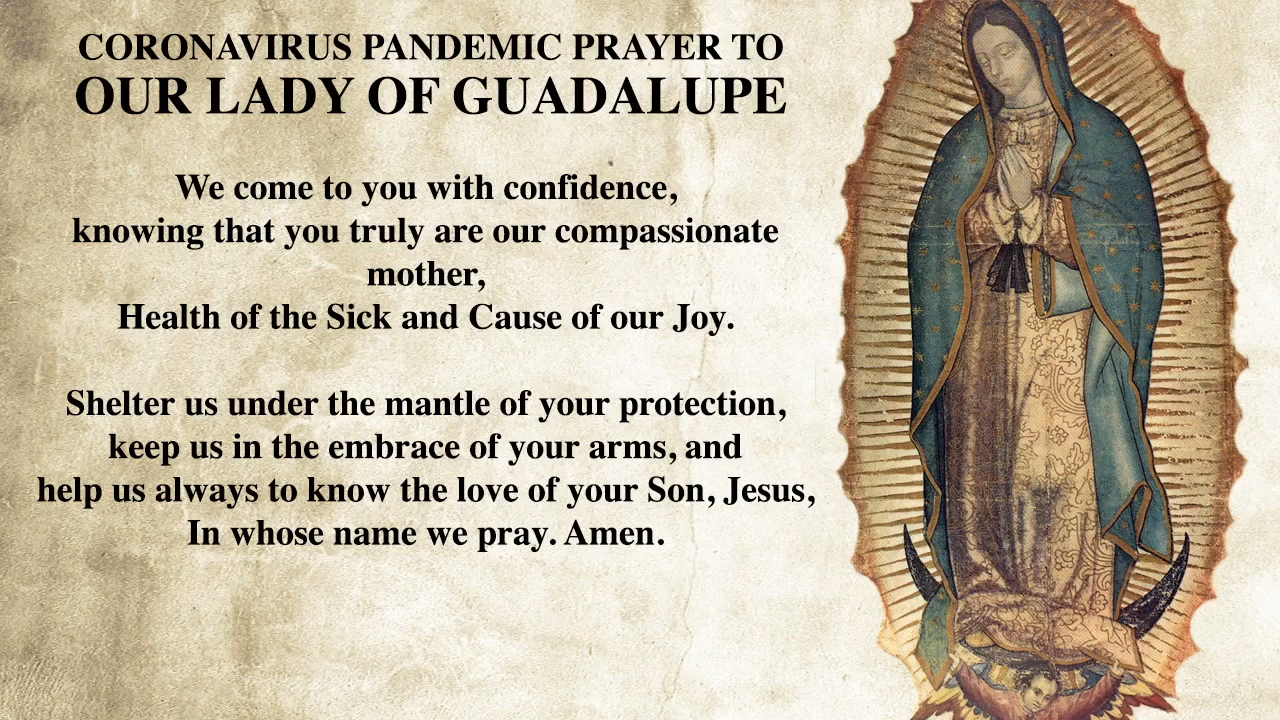 CORONAVIRUS PANDEMIC PRAYER TO
OUR LADY OF GUADALUPE
We come to you with confidence,
knowing that you truly are our compassionate
mother,
Health of the Sick and Cause of our Joy.
Shelter us under the mantle of your protection,
keep us in the embrace of your arms, and
help us always to know the love of your Son, Jesus,
In whose name we pray. Amen.